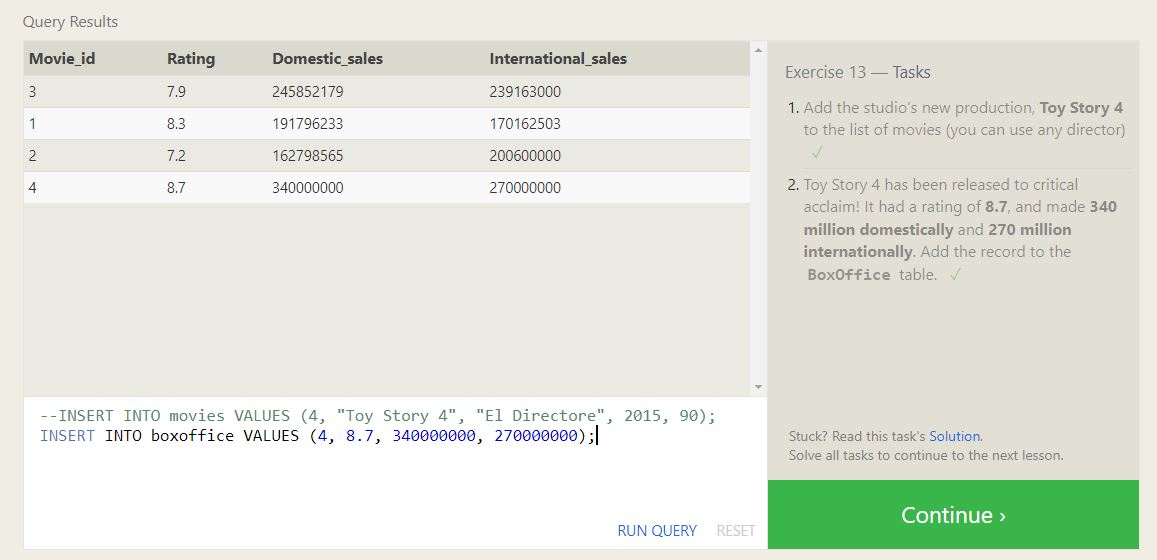 Query Results
Movie_id Rating Domestic_sales International_sales
3 7.9 245852179 239163000
1 8.3 191796233 170162503
2 7.2 162798565 200600000
4 8.7 340000000 270000000
--INSERT INTO movies VALUES (4, "Toy Story 4", "El Directore", 2015, 90);
INSERT INTO boxoffice VALUES (4, 8.7, 340000000, 270000000);
RUN QUERY RESET
Exercise 13 — Tasks
1. Add the studio's new production, Toy Story 4
to the list of movies (you can use any director)
✓
2. Toy Story 4 has been released to critical
acclaim! It had a rating of 8.7, and made 340
million domestically and 270 million
internationally. Add the record to the
BoxOffice table. ✓
Stuck? Read this task's Solution.
Solve all tasks to continue to the next lesson.
Continue ›